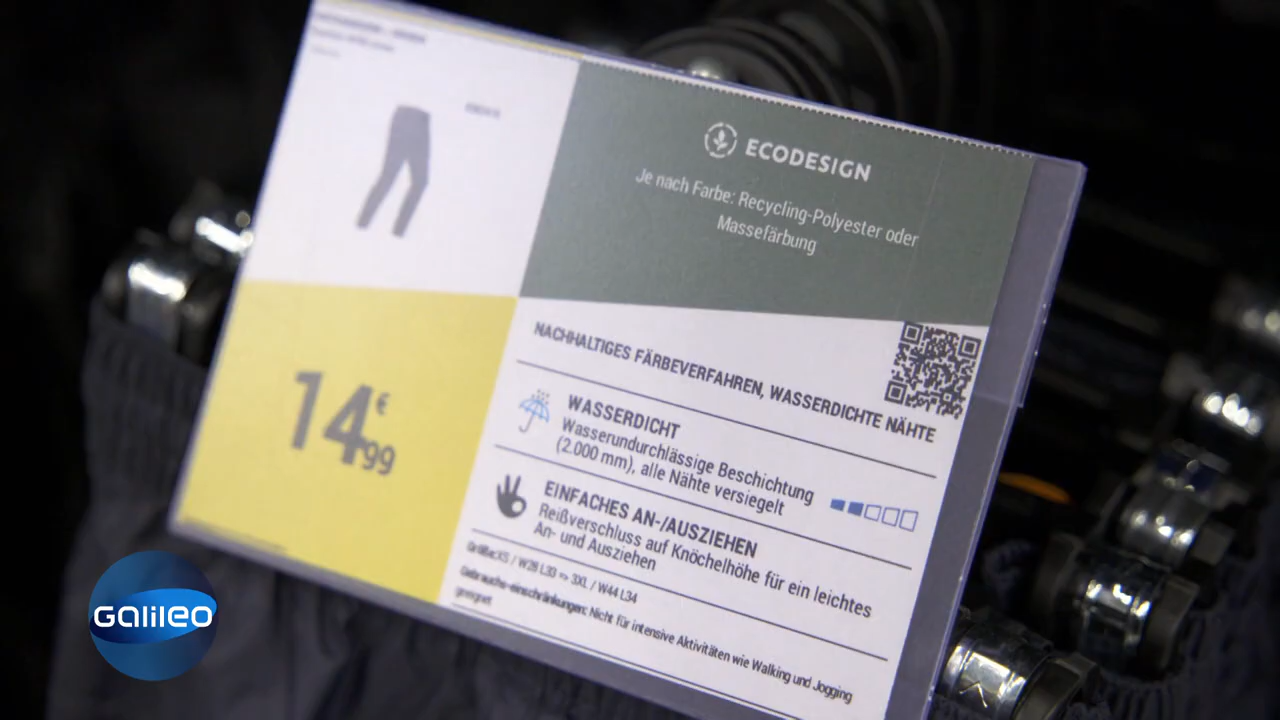 ECODESIGN
Je nach Farbe: Recycling-Polyester oder
Massefärbung
14€99
NACHHALTIGES FÄRBEVERFAHREN, WASSERDICHTE NÄHTE
WASSERDICHT
Wasserundurchlässige Beschichtung
(2.000 mm), alle Nähte versiegelt
EINFACHES AN-/AUSZIEHEN
Reißverschluss auf Knöchelhöhe für ein leichtes
An- und Ausziehen
Größe:XS / W28 L30 => 3XL / W44 L34
Gebrauchs-einschränkungen: Nicht für intensive Aktivitäten wie Walking und Jogging
geeignet
Galileo